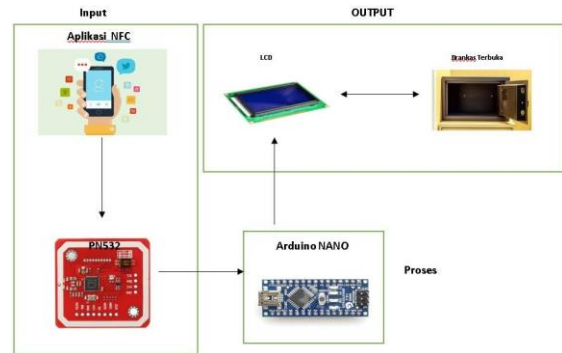 Input
Aplikasi NFC
PN532
OUTPUT
LCD
Brankas Terbuka
Arduino NANO
Proses